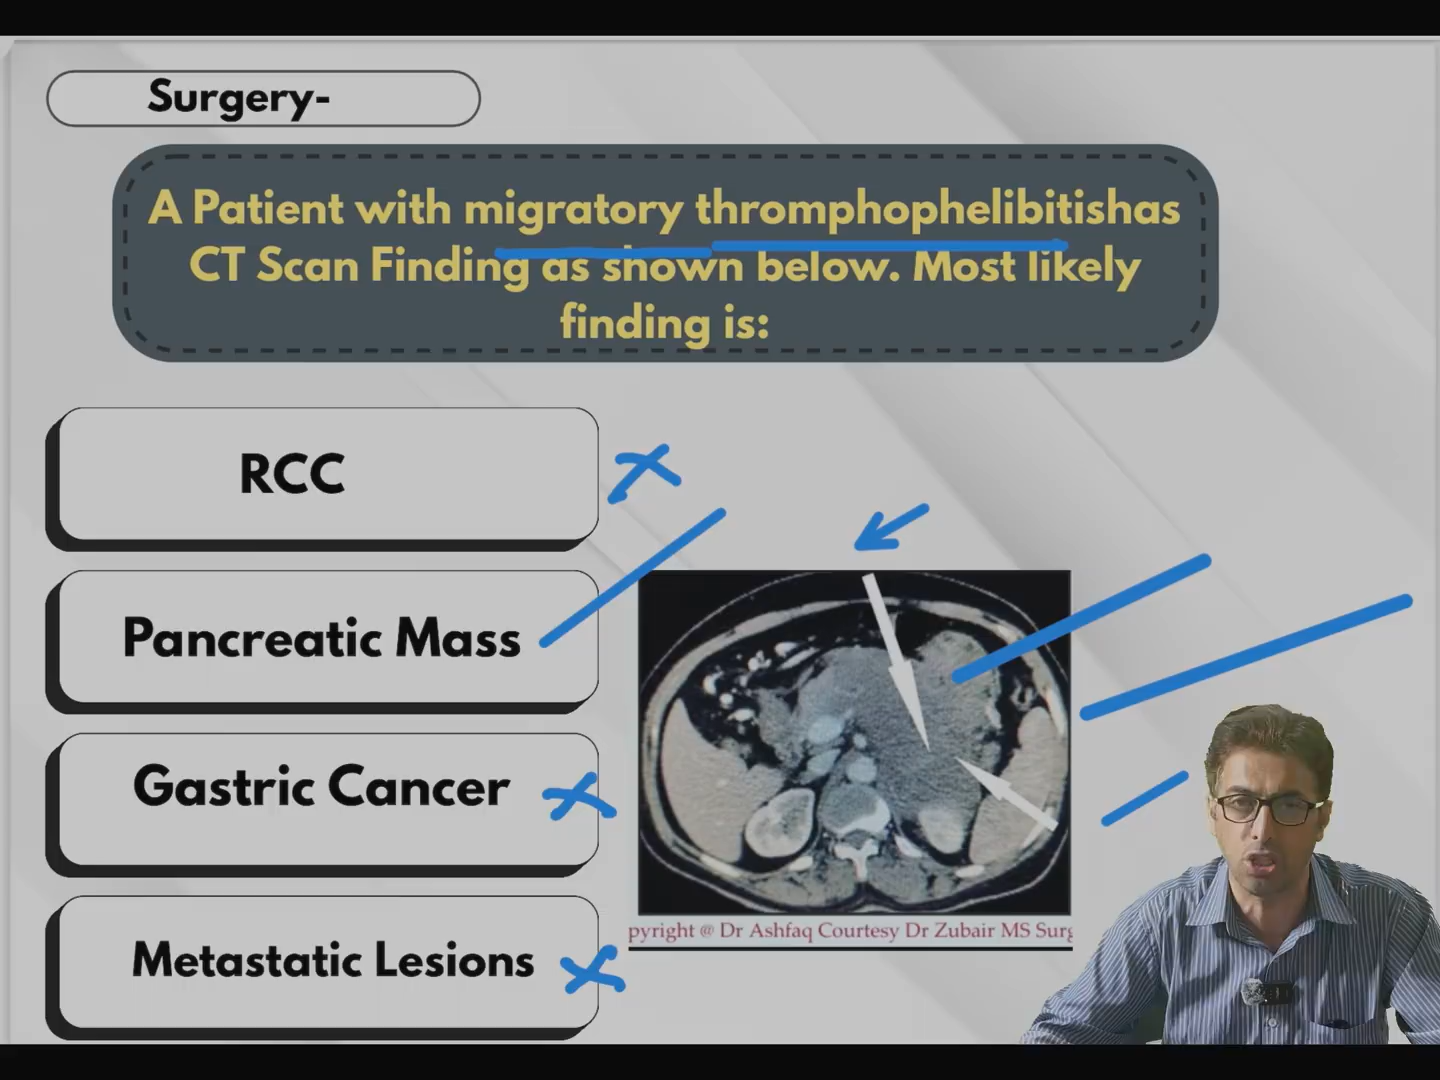 Surgery-
A Patient with migratory thromphophelibitishas
CT Scan Finding as shown below. Most likely
finding is:
RCC
Pancreatic Mass
Gastric Cancer
Metastatic Lesions
pyright @ Dr Ashfaq Courtesy Dr Zubair MS Surg